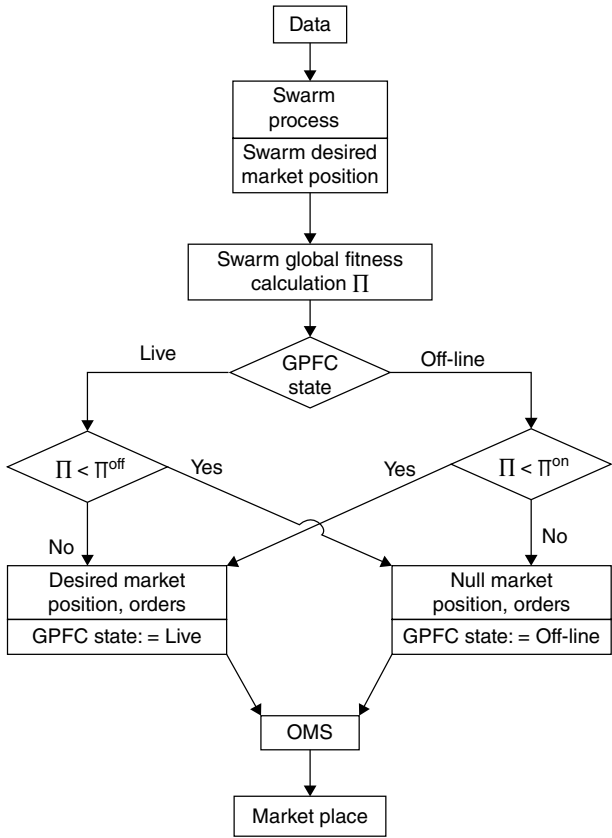 Data
Swarm
process
Swarm desired
market position
Swarm global fitness
calculation Π
Live
GPFC
state
Off-line
Π < Π^off
Yes
Yes
Π < Π^on
No
No
Desired market
position, orders
GPFC state: = Live
Null market
position, orders
GPFC state: = Off-line
OMS
Market place